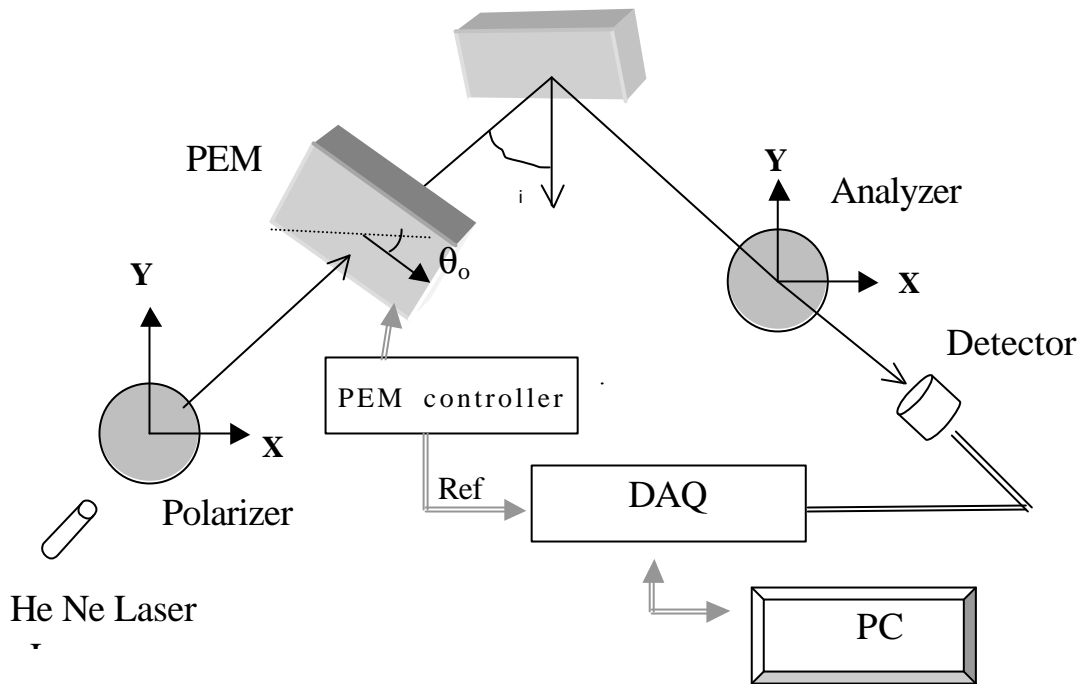 PEM
i
Y
Analyzer
θo
Y
X
Detector
PEM controller
X
Ref
DAQ
Polarizer
He Ne Laser
PC